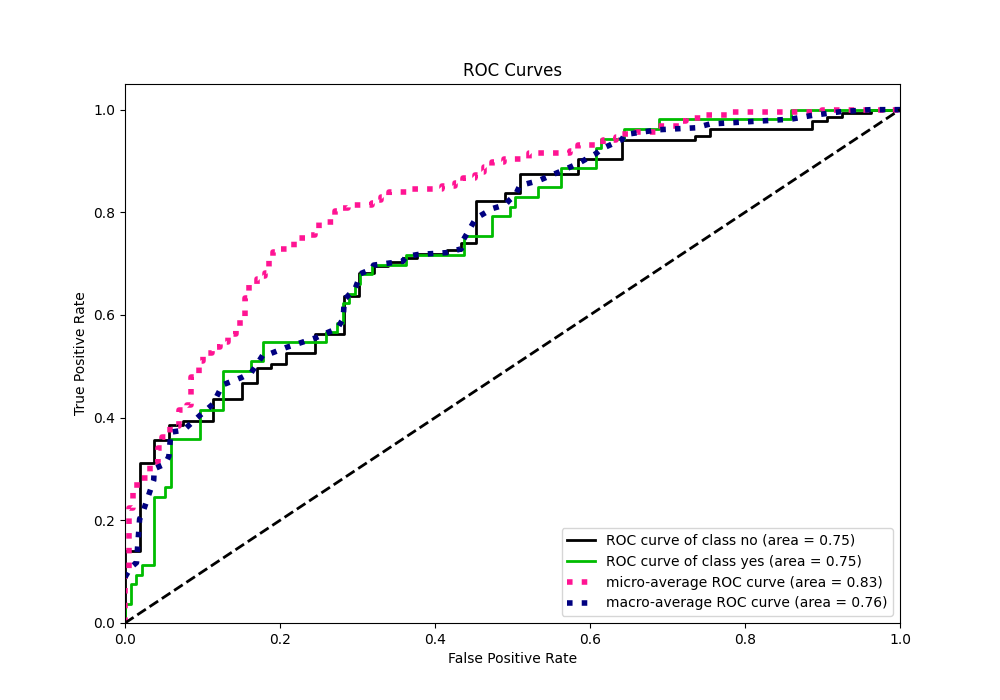 ROC Curves
True Positive Rate
1.0
0.8
0.6
0.4
0.2
0.0
0.0 0.2 0.4 0.6 0.8 1.0
False Positive Rate
ROC curve of class no (area = 0.75)
ROC curve of class yes (area = 0.75)
micro-average ROC curve (area = 0.83)
macro-average ROC curve (area = 0.76)